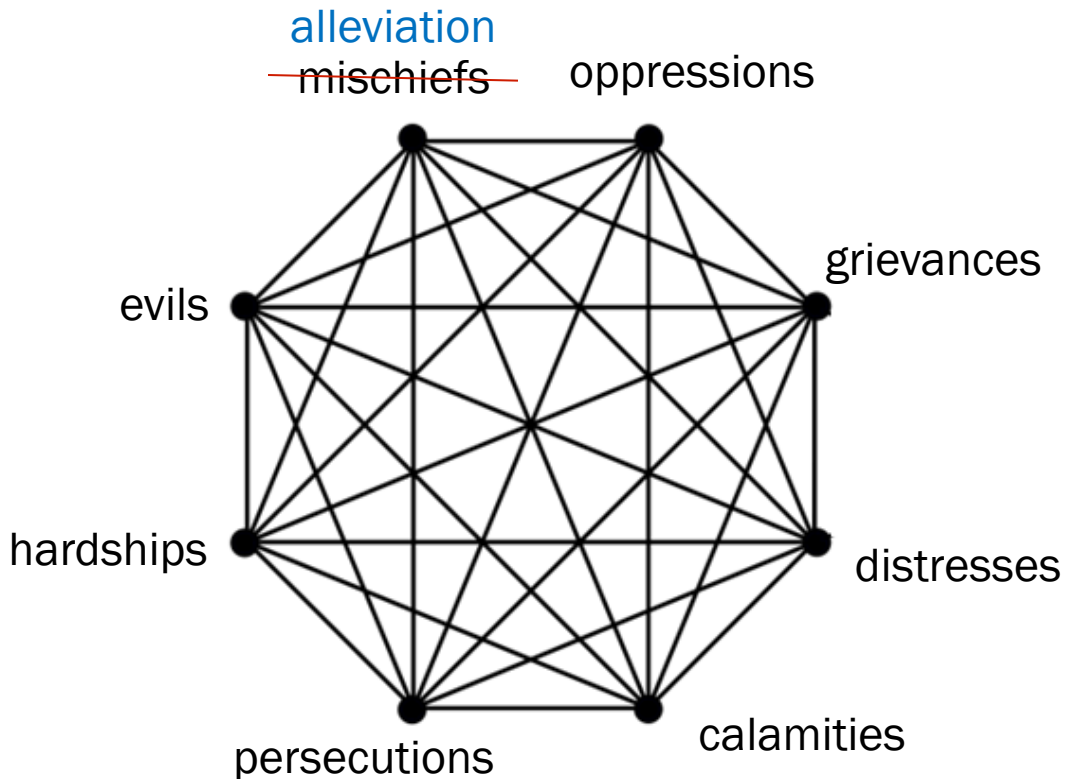 alleviation
mischiefs
oppressions
grievances
evils
hardships
distresses
calamities
persecutions